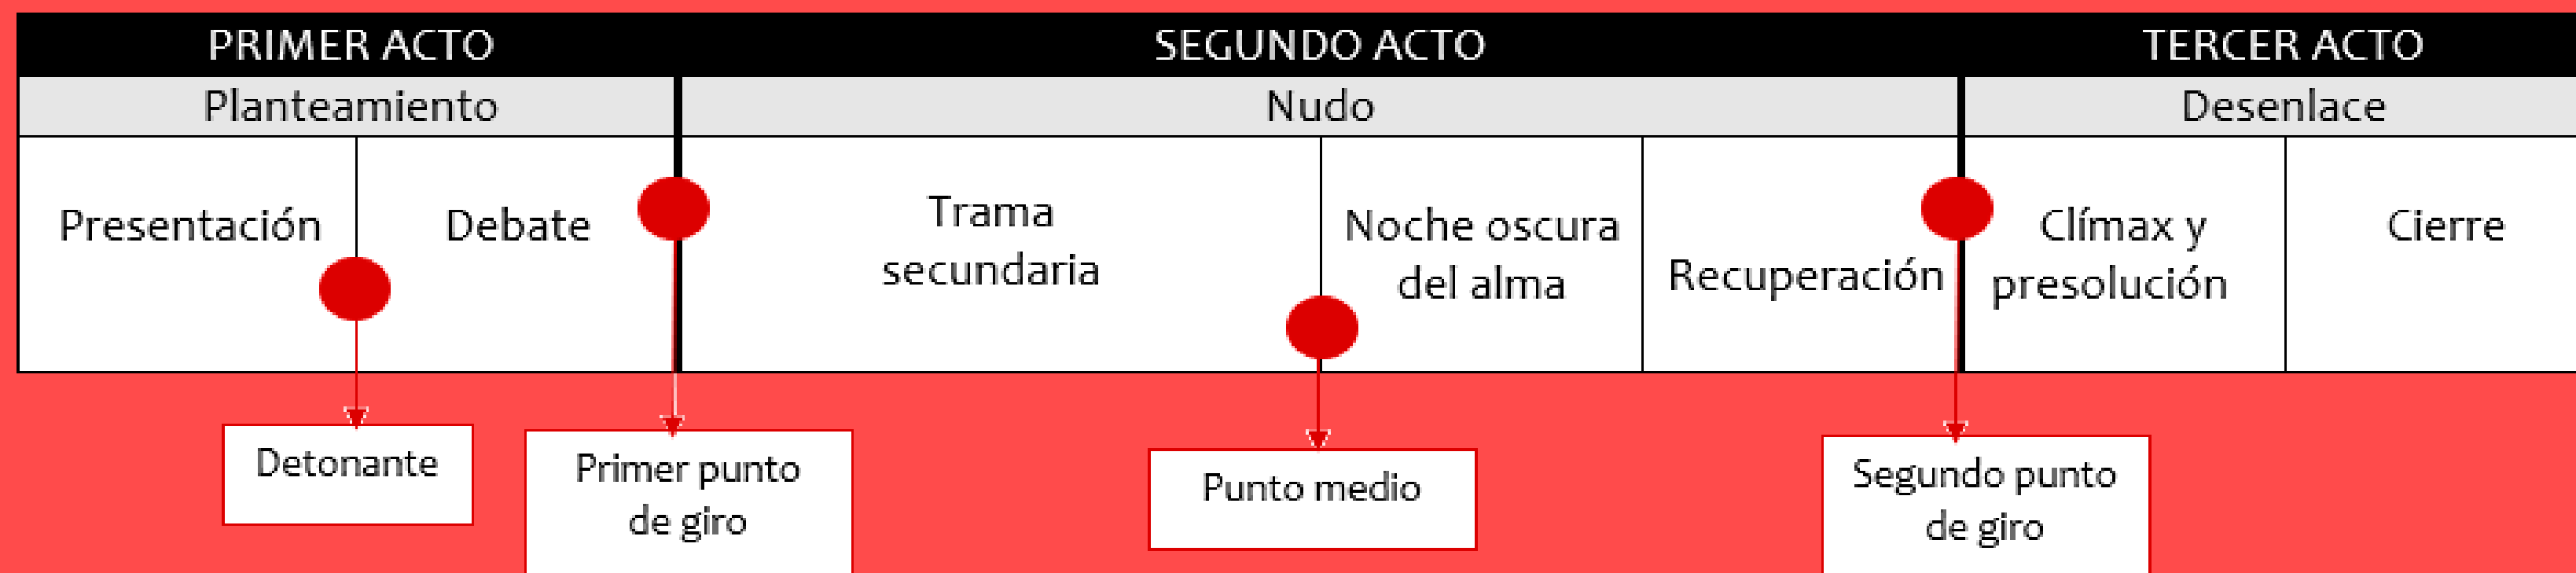 PRIMER ACTO
SEGUNDO ACTO
TERCER ACTO
Planteamiento
Nudo
Desenlace
Presentación
Debate
Trama
secundaria
Noche oscura
del alma
Recuperación
Clímax y
presolución
Cierre
Detonante
Primer punto
de giro
Punto medio
Segundo punto
de giro